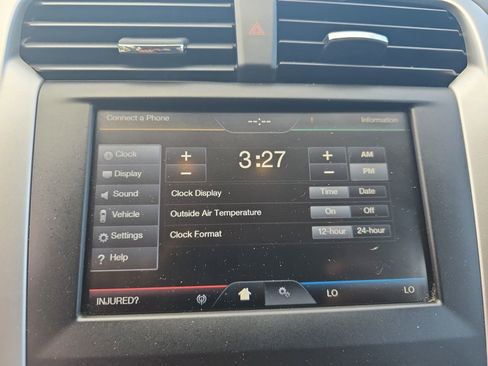 Connect a Phone --:-- ! Information
Clock + 3:27 + AM
Display − − PM
Sound Clock Display Time Date
Vehicle Outside Air Temperature On Off
Settings Clock Format 12-hour 24-hour
? Help
INJURED? LO LO